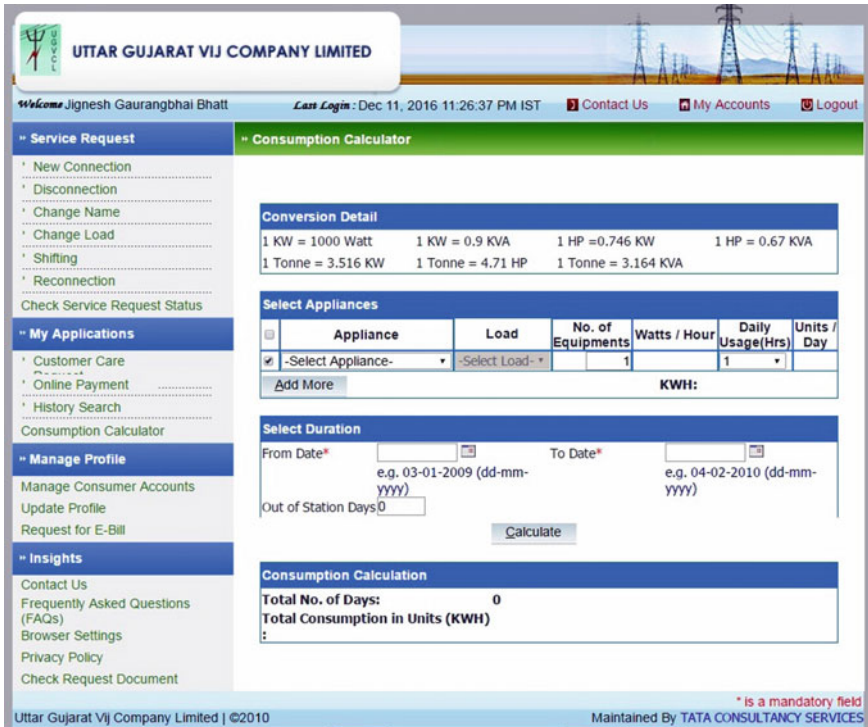 UGVCL
UTTAR GUJARAT VIJ COMPANY LIMITED
Welcome Jignesh Gaurangbhai Bhatt
Last Login : Dec 11, 2016 11:26:37 PM IST
Contact Us
My Accounts
Logout
» Service Request
New Connection
Disconnection
Change Name
Change Load
Shifting
Reconnection
Check Service Request Status
» My Applications
Customer Care
Online Payment
History Search
Consumption Calculator
» Manage Profile
Manage Consumer Accounts
Update Profile
Request for E-Bill
» Insights
Contact Us
Frequently Asked Questions
(FAQs)
Browser Settings
Privacy Policy
Check Request Document
» Consumption Calculator
Conversion Detail
1 KW = 1000 Watt 1 KW = 0.9 KVA 1 HP =0.746 KW 1 HP = 0.67 KVA
1 Tonne = 3.516 KW 1 Tonne = 4.71 HP 1 Tonne = 3.164 KVA
Select Appliances
Appliance Load No. of Equipments Watts / Hour Daily Usage(Hrs) Units / Day
-Select Appliance- -Select Load- 1 1
Add More KWH:
Select Duration
From Date* To Date*
e.g. 03-01-2009 (dd-mm- e.g. 04-02-2010 (dd-mm-
yyyy) yyyy)
Out of Station Days 0
Calculate
Consumption Calculation
Total No. of Days: 0
Total Consumption in Units (KWH)
:
* is a mandatory field
Uttar Gujarat Vij Company Limited | ©2010
Maintained By TATA CONSULTANCY SERVICES